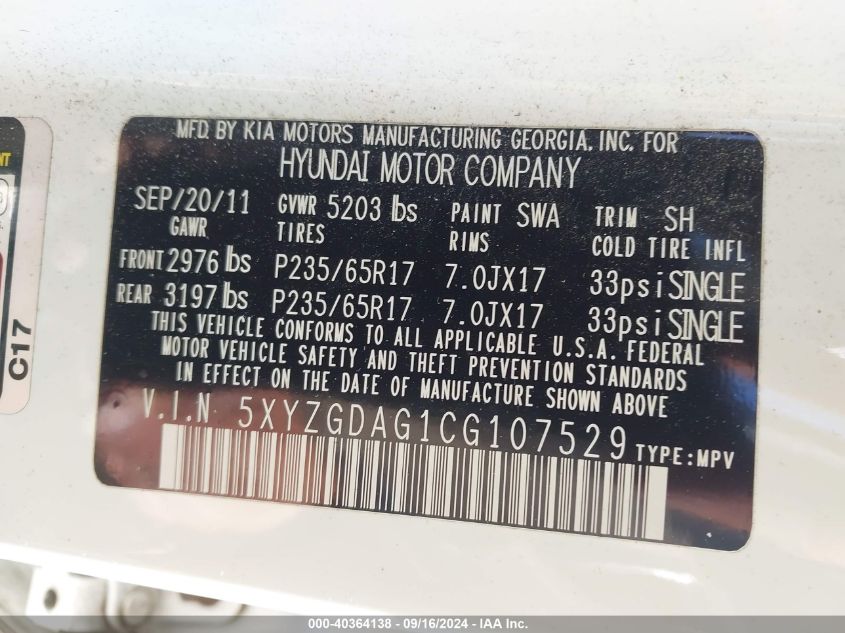 MFD. BY KIA MOTORS MANUFACTURING GEORGIA, INC. FOR
HYUNDAI MOTOR COMPANY
SEP/20/11 GVWR 5203 lbs PAINT SWA TRIM SH
GAWR TIRES RIMS COLD TIRE INFL
FRONT 2976 lbs P235/65R17 7.0JX17 33psi SINGLE
REAR 3197 lbs P235/65R17 7.0JX17 33psi SINGLE
THIS VEHICLE CONFORMS TO ALL APPLICABLE U.S.A. FEDERAL
MOTOR VEHICLE SAFETY AND THEFT PREVENTION STANDARDS
IN EFFECT ON THE DATE OF MANUFACTURE SHOWN ABOVE
V.I.N 5XYZGDAG1CG107529 TYPE:MPV
C17
000-40364138 - 09/16/2024 - IAA Inc.